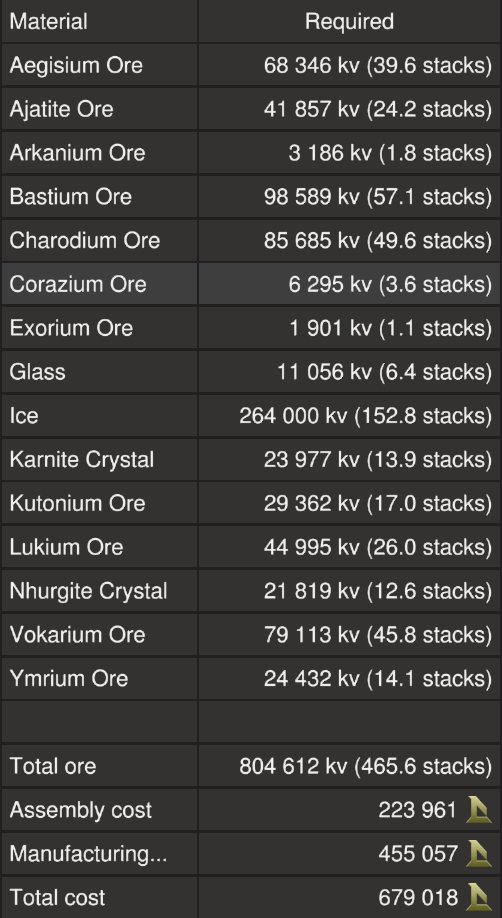 Material Required
Aegisium Ore 68 346 kv (39.6 stacks)
Ajatite Ore 41 857 kv (24.2 stacks)
Arkanium Ore 3 186 kv (1.8 stacks)
Bastium Ore 98 589 kv (57.1 stacks)
Charodium Ore 85 685 kv (49.6 stacks)
Corazium Ore 6 295 kv (3.6 stacks)
Exorium Ore 1 901 kv (1.1 stacks)
Glass 11 056 kv (6.4 stacks)
Ice 264 000 kv (152.8 stacks)
Karnite Crystal 23 977 kv (13.9 stacks)
Kutonium Ore 29 362 kv (17.0 stacks)
Lukium Ore 44 995 kv (26.0 stacks)
Nhurgite Crystal 21 819 kv (12.6 stacks)
Vokarium Ore 79 113 kv (45.8 stacks)
Ymrium Ore 24 432 kv (14.1 stacks)
Total ore 804 612 kv (465.6 stacks)
Assembly cost 223 961
Manufacturing... 455 057
Total cost 679 018